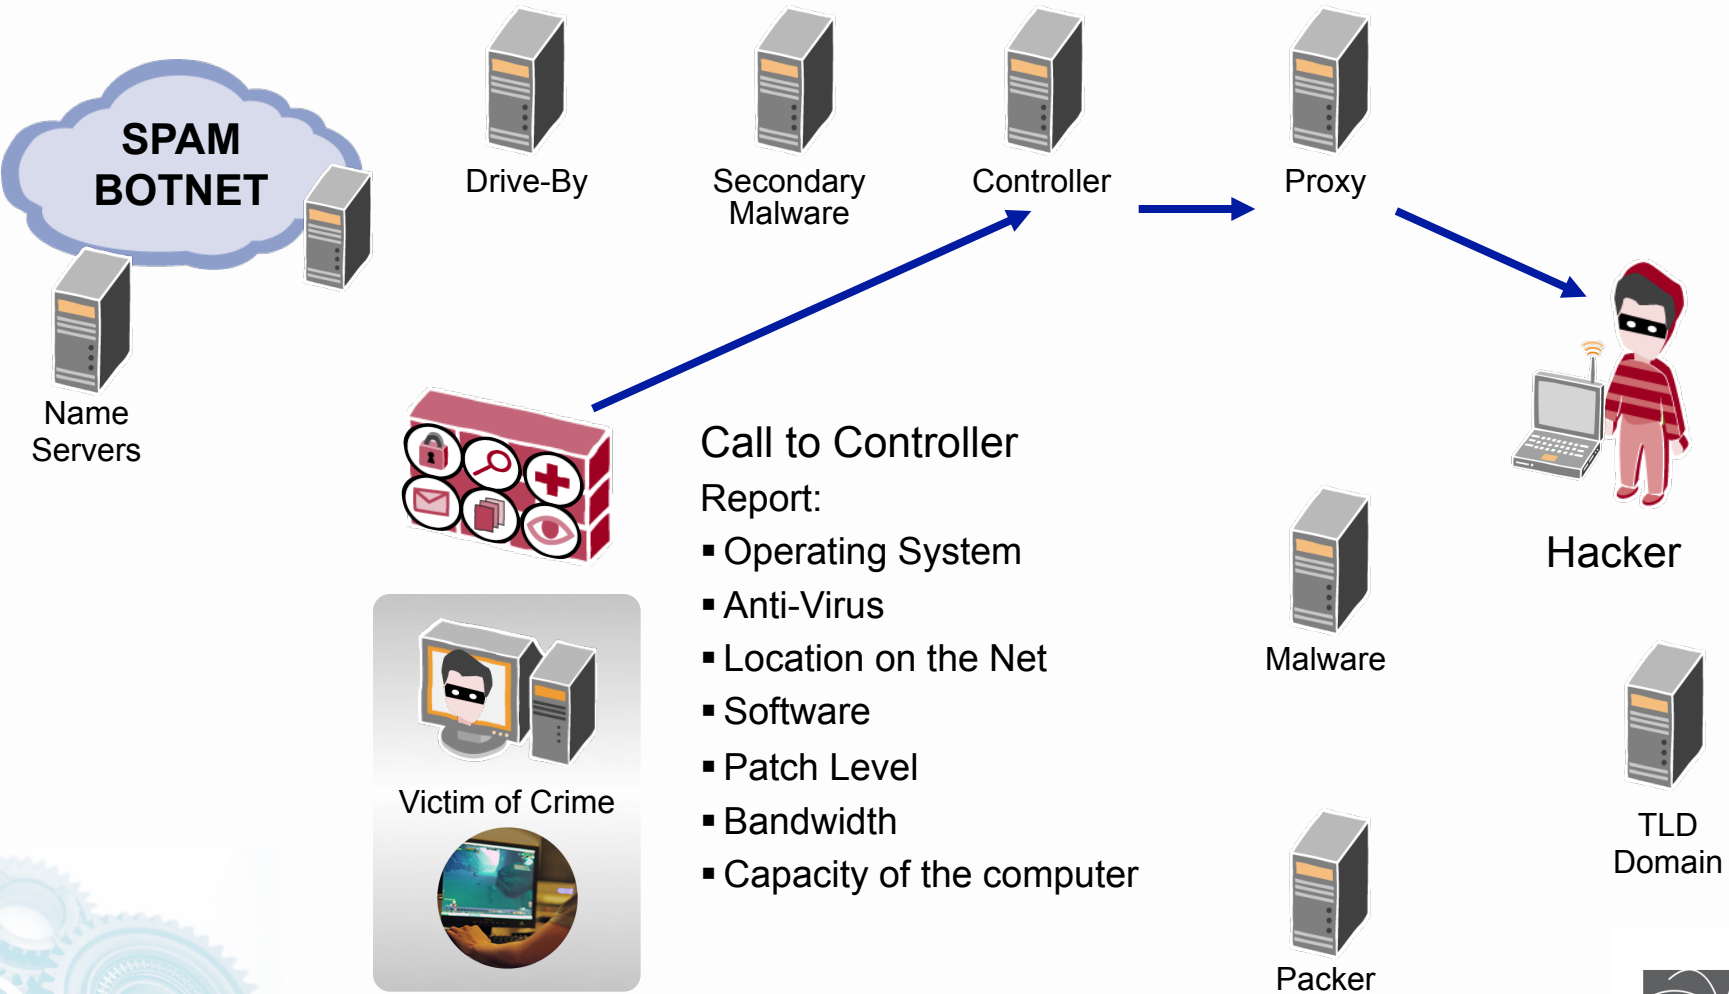 SPAM
BOTNET
Drive-By
Secondary
Malware
Controller
Proxy
Name
Servers
Call to Controller
Report:
▪ Operating System
▪ Anti-Virus
▪ Location on the Net
▪ Software
▪ Patch Level
▪ Bandwidth
▪ Capacity of the computer
Victim of Crime
Hacker
Malware
TLD
Domain
Packer